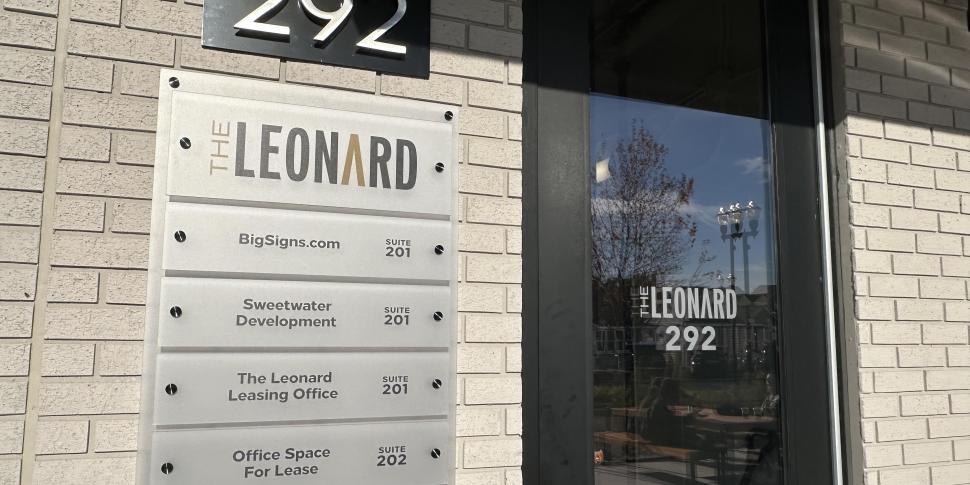 292
THE LEONARD
BigSigns.com SUITE 201
Sweetwater
Development SUITE 201
The Leonard
Leasing Office SUITE 201
Office Space
For Lease SUITE 202
THE LEONARD
292